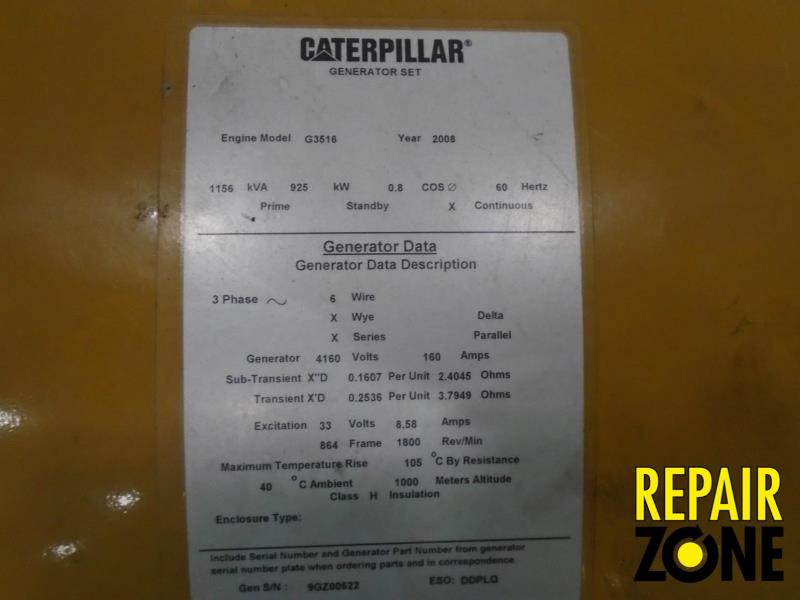 CATERPILLAR®
GENERATOR SET
Engine Model G3516 Year 2008
1156 kVA 925 kW 0.8 COS ∅ 60 Hertz
Prime Standby X Continuous
Generator Data
Generator Data Description
3 Phase ~ 6 Wire
X Wye Delta
X Series Parallel
Generator 4160 Volts 160 Amps
Sub-Transient X"D 0.1607 Per Unit 2.4045 Ohms
Transient X'D 0.2536 Per Unit 3.7949 Ohms
Excitation 33 Volts 8.58 Amps
864 Frame 1800 Rev/Min
Maximum Temperature Rise 105 °C By Resistance
40 °C Ambient 1000 Meters Altitude
Class H Insulation
Enclosure Type:
Include Serial Number and Generator Part Number from generator
serial number plate when ordering parts and in correspondence.
Gen S/N : 9GZ00622 ESO: DDPLQ
REPAIR
ZONE